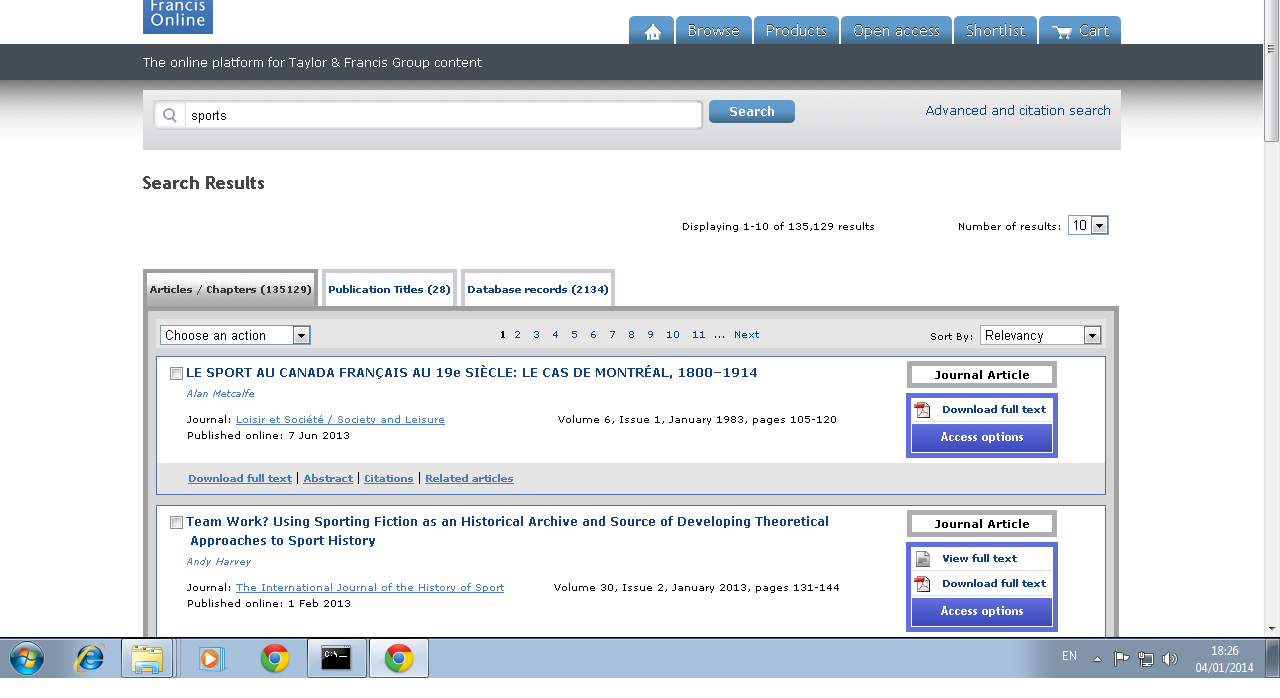 Francis
Online
Browse
Products
Open access
Shortlist
Cart
The online platform for Taylor & Francis Group content
sports
Search
Advanced and citation search
Search Results
Displaying 1-10 of 135,129 results
Number of results: 10
Articles / Chapters (135129)
Publication Titles (28)
Database records (2134)
Choose an action
1 2 3 4 5 6 7 8 9 10 11 ... Next
Sort By: Relevancy
LE SPORT AU CANADA FRANÇAIS AU 19e SIÈCLE: LE CAS DE MONTRÉAL, 1800–1914
Alan Metcalfe
Journal: Loisir et Société / Society and Leisure
Volume 6, Issue 1, January 1983, pages 105-120
Published online: 7 Jun 2013
Journal Article
Download full text
Access options
Download full text | Abstract | Citations | Related articles
Team Work? Using Sporting Fiction as an Historical Archive and Source of Developing Theoretical
Approaches to Sport History
Andy Harvey
Journal: The International Journal of the History of Sport
Volume 30, Issue 2, January 2013, pages 131-144
Published online: 1 Feb 2013
Journal Article
View full text
Download full text
Access options
C:\_
EN
18:26
04/01/2014